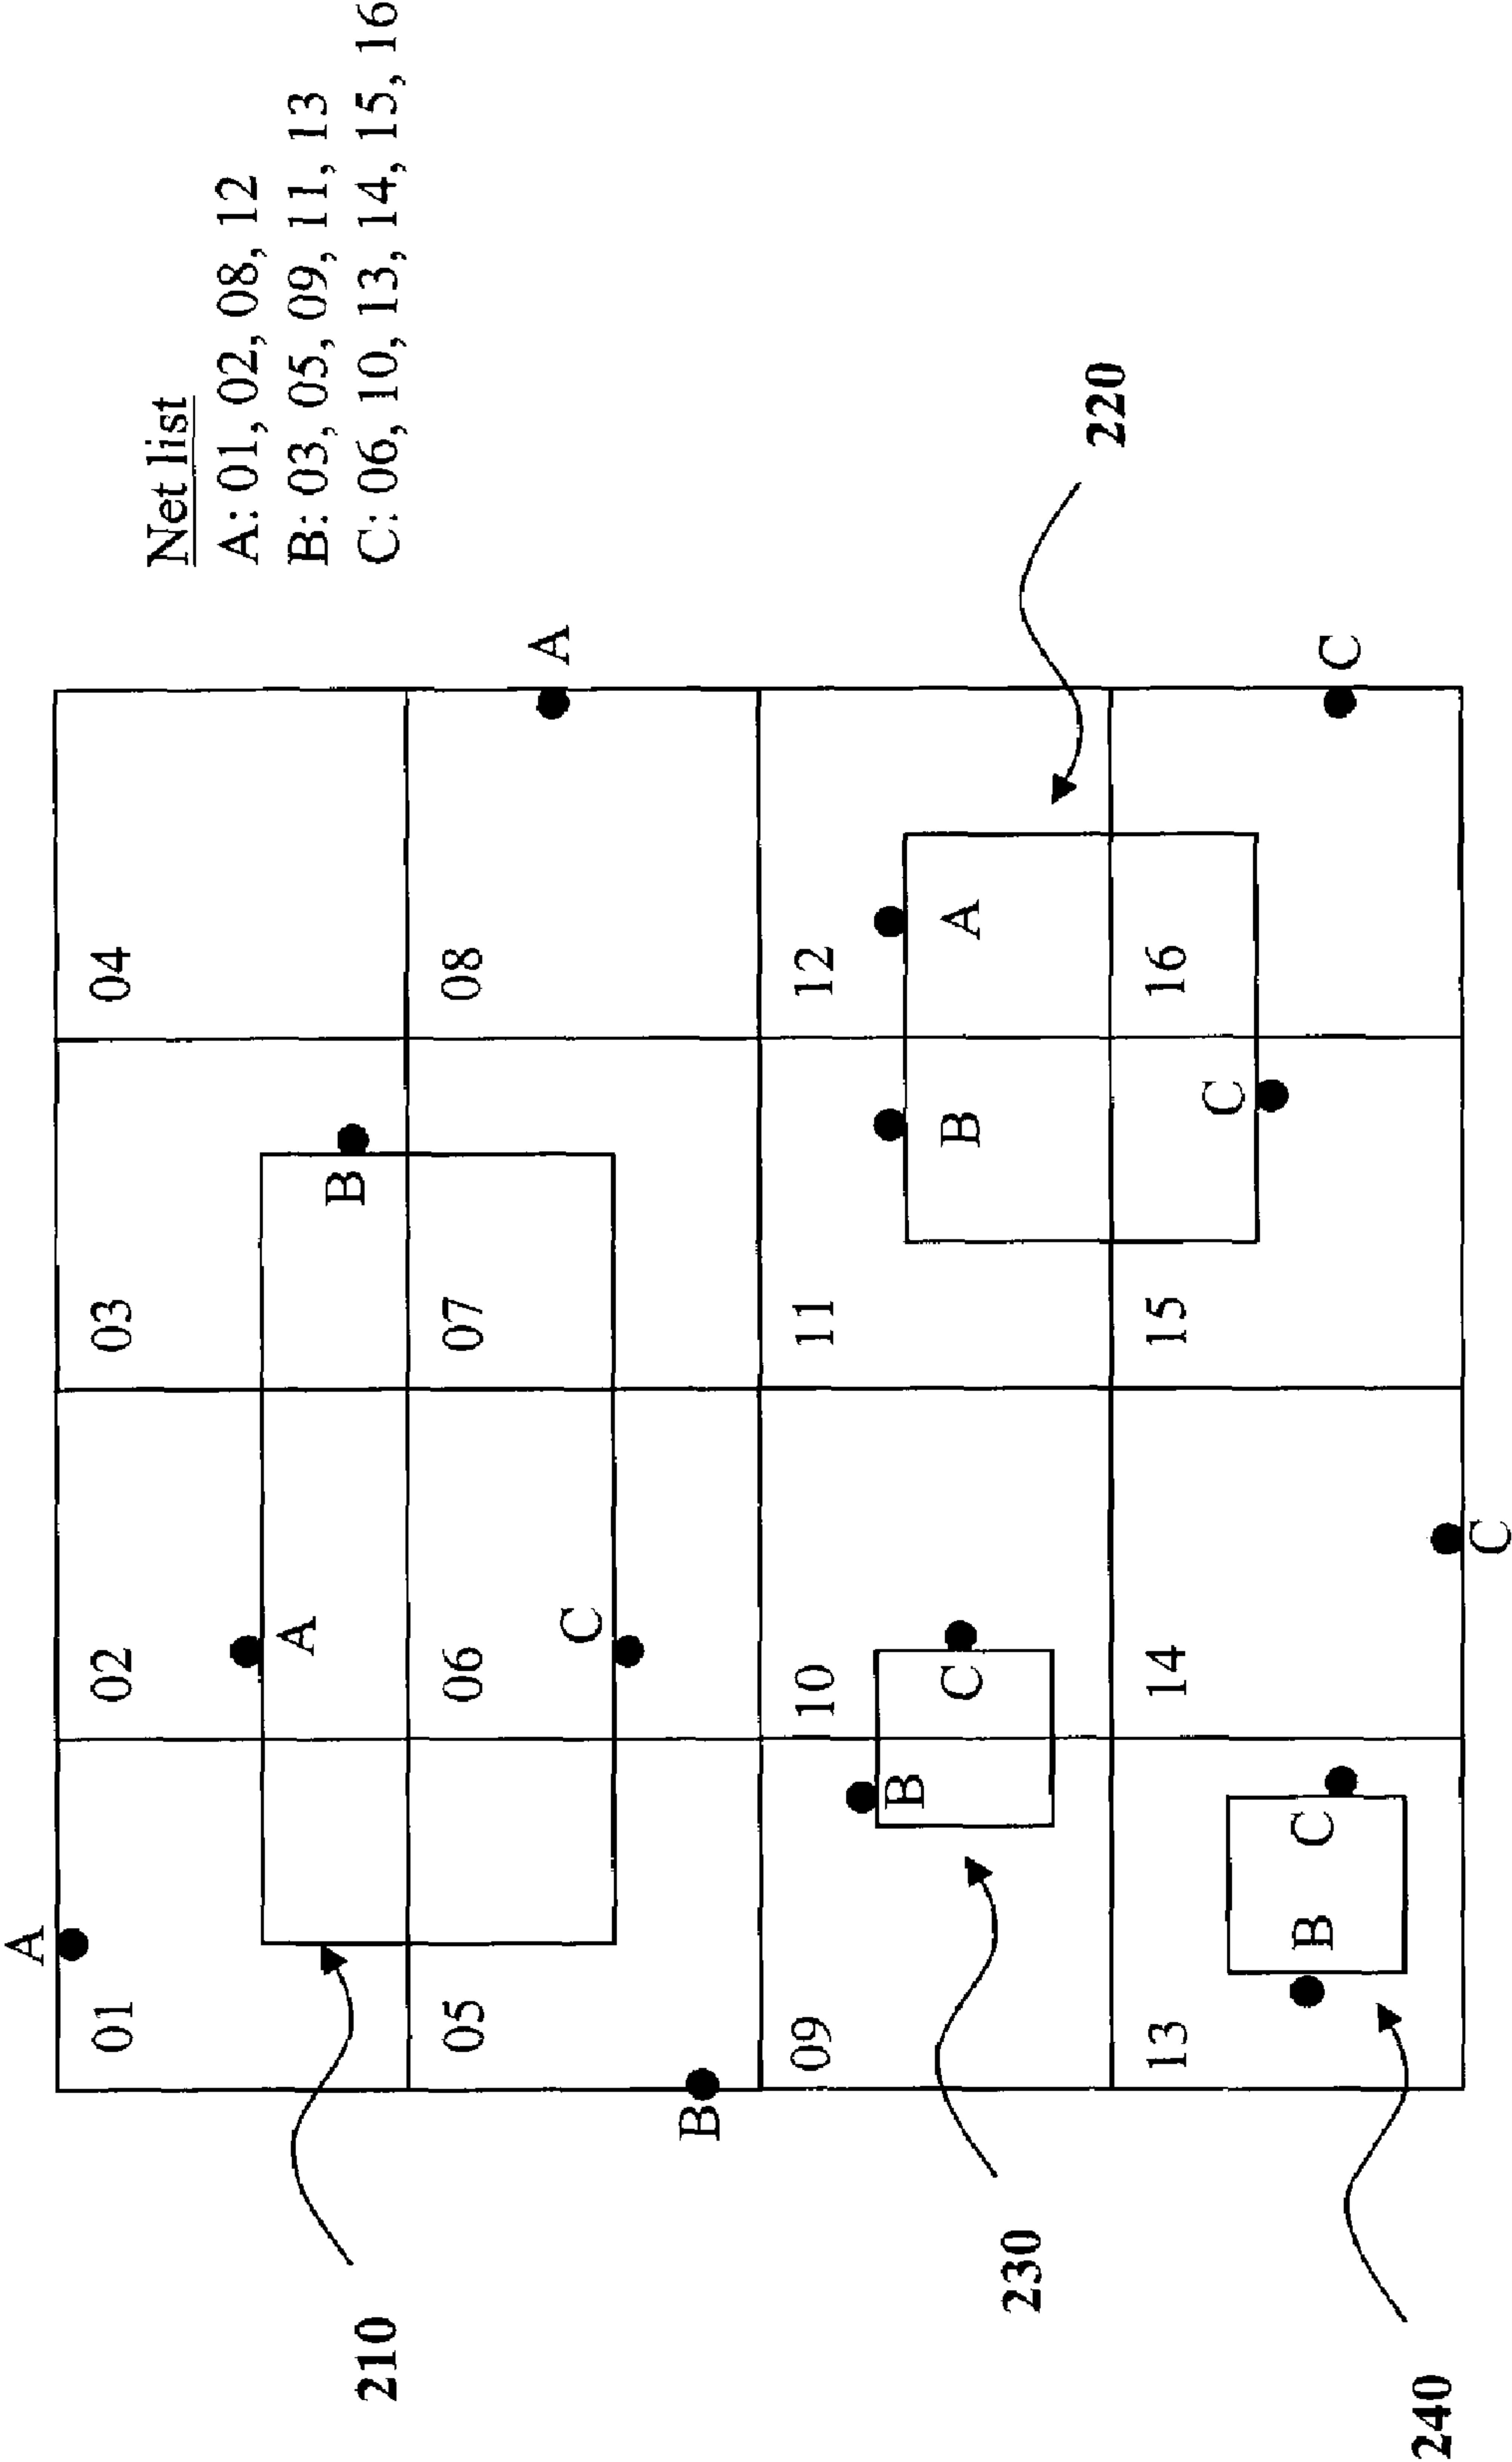 Net list
A: 01, 02, 08, 12
B: 03, 05, 09, 11, 13
C: 06, 10, 13, 14, 15, 16
A
01
02
03
04
A
B
210
05
06
07
08
A
C
B
09
10
11
12
B
C
B
A
220
230
13
14
15
16
B
C
C
C
C
240